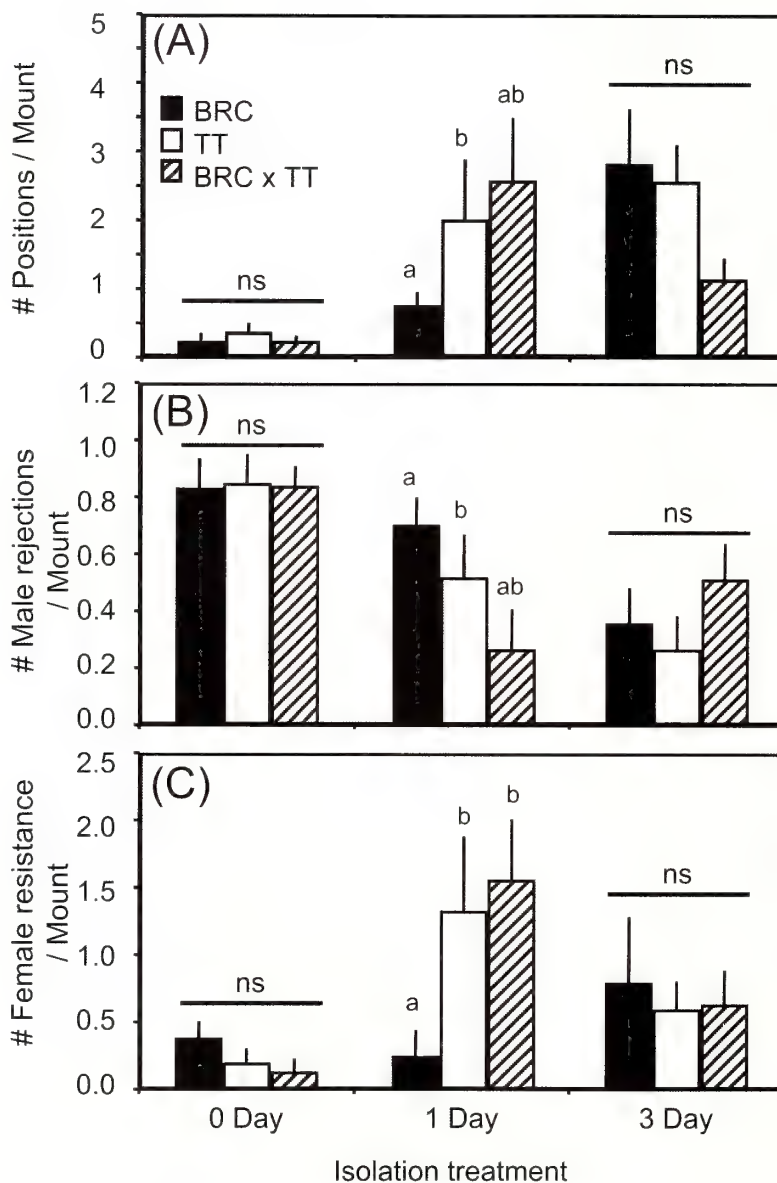 (A)
# Positions / Mount
5
4
3
2
1
0
BRC
TT
BRC x TT
ns
a
b
ab
ns
(B)
# Male rejections
/ Mount
1.2
1.0
0.8
0.6
0.4
0.2
0.0
ns
a
b
ab
ns
(C)
# Female resistance
/ Mount
2.5
2.0
1.5
1.0
0.5
0.0
ns
a
b
b
ns
0 Day
1 Day
3 Day
Isolation treatment